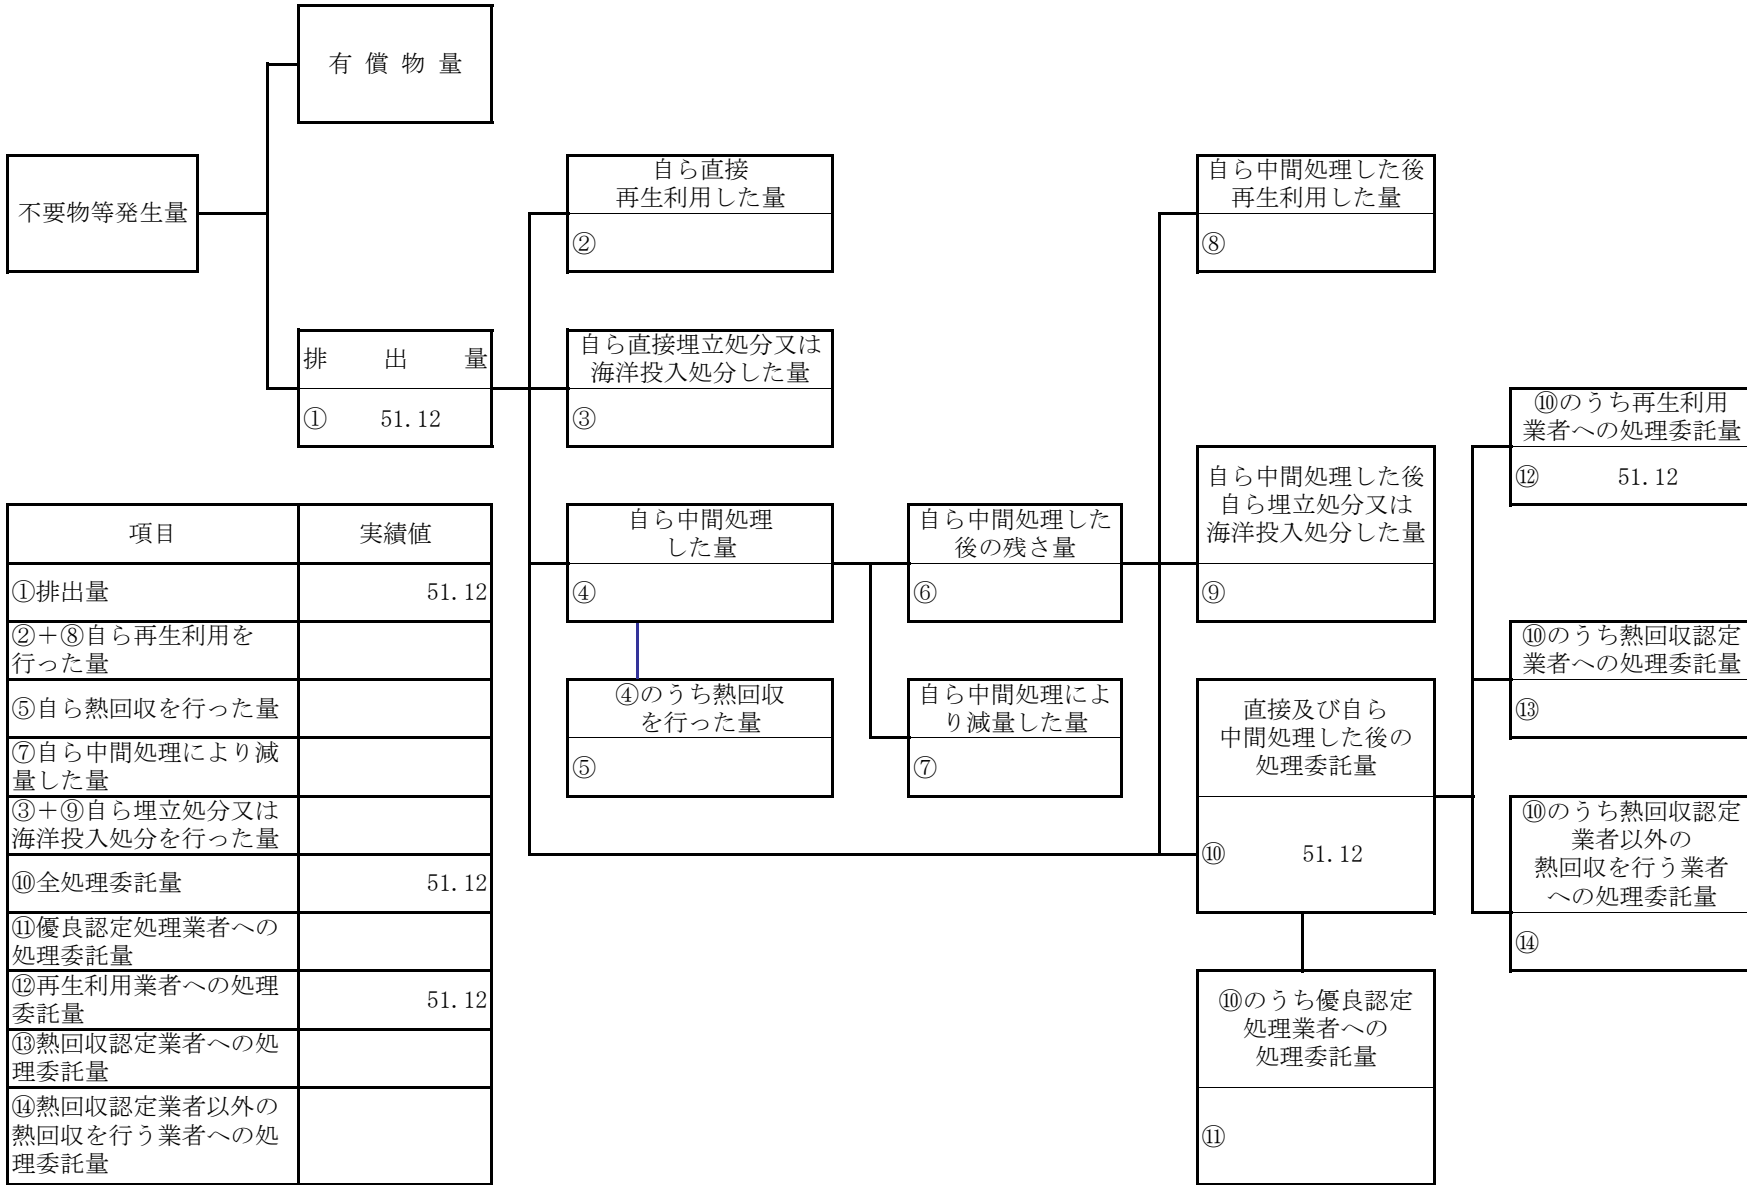 有償物量
不要物等発生量
自ら直接
再生利用した量
②
自ら中間処理した後
再生利用した量
⑧
排出量
① 51.12
自ら直接埋立処分又は
海洋投入処分した量
③
⑩のうち再生利用
業者への処理委託量
⑫ 51.12
自ら中間処理した後
自ら埋立処分又は
海洋投入処分した量
⑨
自ら中間処理
した量
④
自ら中間処理した
後の残さ量
⑥
⑩のうち熱回収認定
業者への処理委託量
⑬
④のうち熱回収
を行った量
⑤
自ら中間処理によ
り減量した量
⑦
直接及び自ら
中間処理した後の
処理委託量
⑩ 51.12
⑩のうち熱回収認定
業者以外の
熱回収を行う業者
への処理委託量
⑭
⑩のうち優良認定
処理業者への
処理委託量
⑪
項目 実績値
①排出量 51.12
②＋⑧自ら再生利用を
行った量
⑤自ら熱回収を行った量
⑦自ら中間処理により減
量した量
③＋⑨自ら埋立処分又は
海洋投入処分を行った量
⑩全処理委託量 51.12
⑪優良認定処理業者への
処理委託量
⑫再生利用業者への処理
委託量 51.12
⑬熱回収認定業者への処
理委託量
⑭熱回収認定業者以外の
熱回収を行う業者への処
理委託量